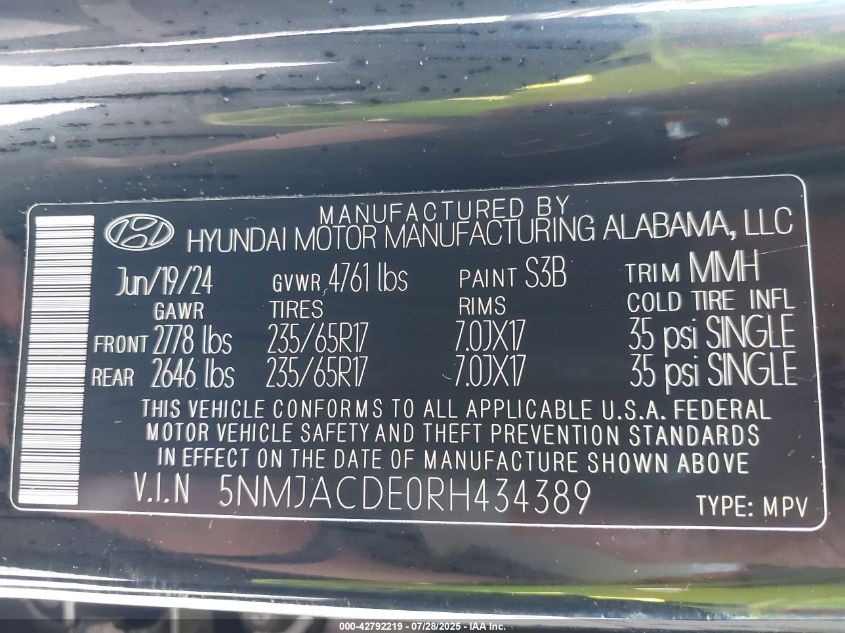 MANUFACTURED BY
HYUNDAI MOTOR MANUFACTURING ALABAMA, LLC
Jun/19/24 GVWR 4761 lbs PAINT S3B TRIM MMH
GAWR TIRES RIMS COLD TIRE INFL
FRONT 2778 lbs 235/65R17 7.0JX17 35 psi SINGLE
REAR 2646 lbs 235/65R17 7.0JX17 35 psi SINGLE
THIS VEHICLE CONFORMS TO ALL APPLICABLE U.S.A. FEDERAL
MOTOR VEHICLE SAFETY AND THEFT PREVENTION STANDARDS
IN EFFECT ON THE DATE OF MANUFACTURE SHOWN ABOVE
V.I.N 5NMJACDE0RH434389 TYPE: MPV
000-42792219 - 07/28/2025 - IAA Inc.